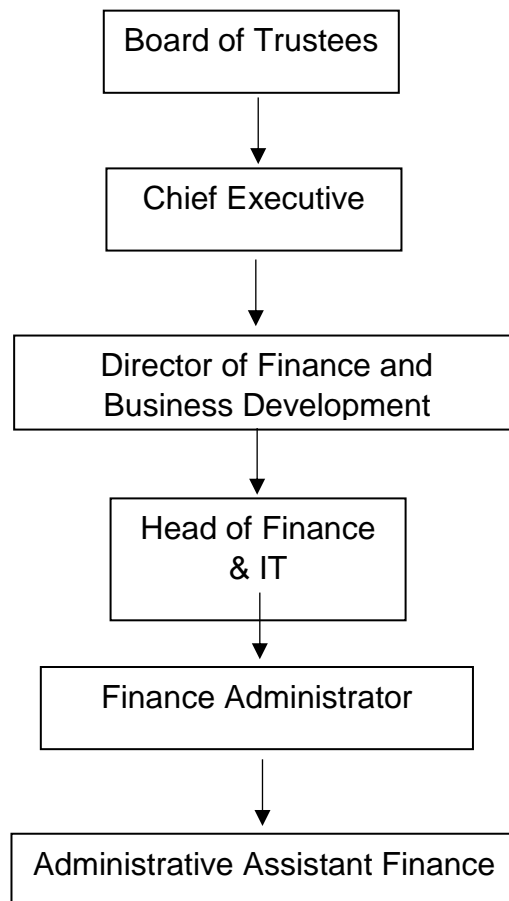 Board of Trustees
Chief Executive
Director of Finance and
Business Development
Head of Finance
& IT
Finance Administrator
Administrative Assistant Finance